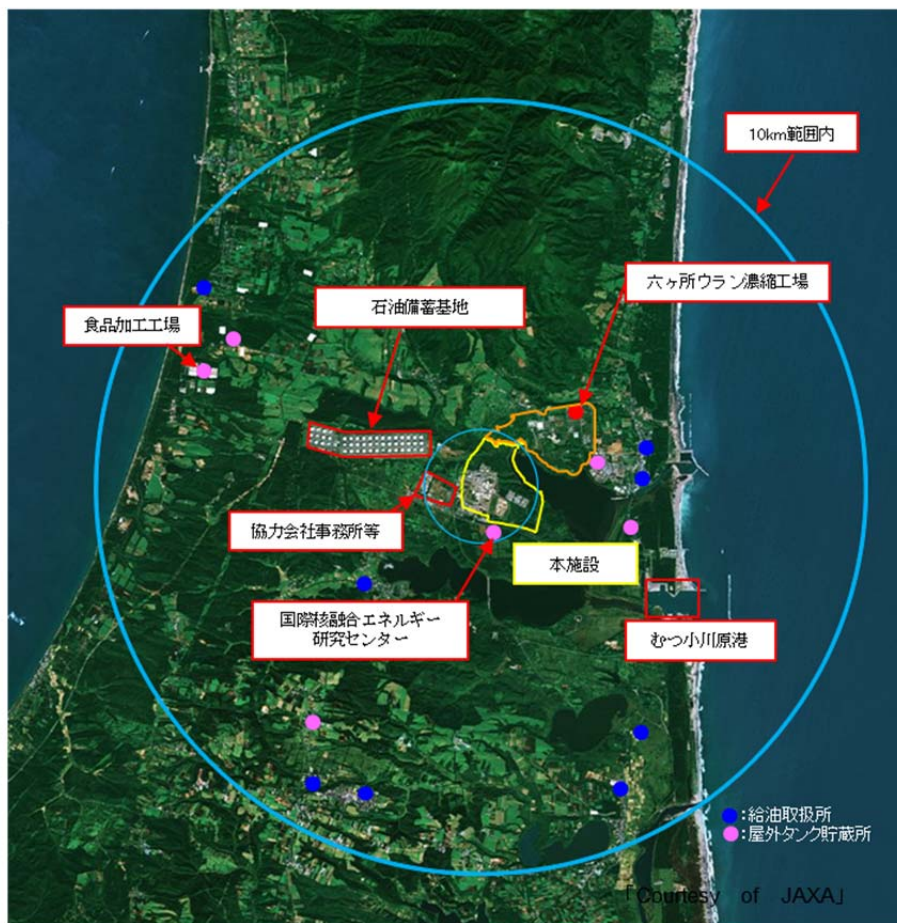 10km範囲内
六ヶ所ウラン濃縮工場
石油備蓄基地
食品加工工場
協力会社事務所等
本施設
国際核融合エネルギー
研究センター
むつ小川原港
:給油取扱所
:屋外タンク貯蔵所
「Courtesy of JAXA」